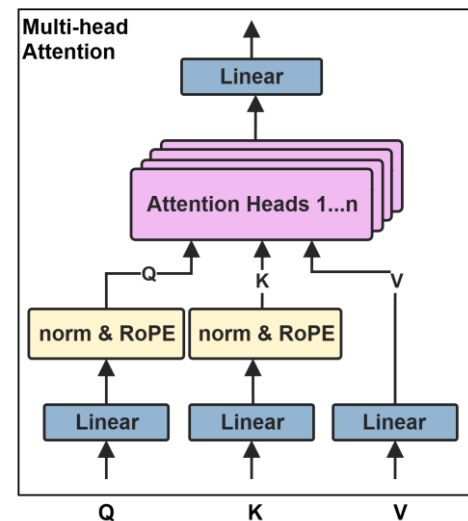 Multi-head
Attention
Linear
Attention Heads 1...n
Q
K
V
norm & RoPE
norm & RoPE
Linear
Linear
Linear
Q
K
V